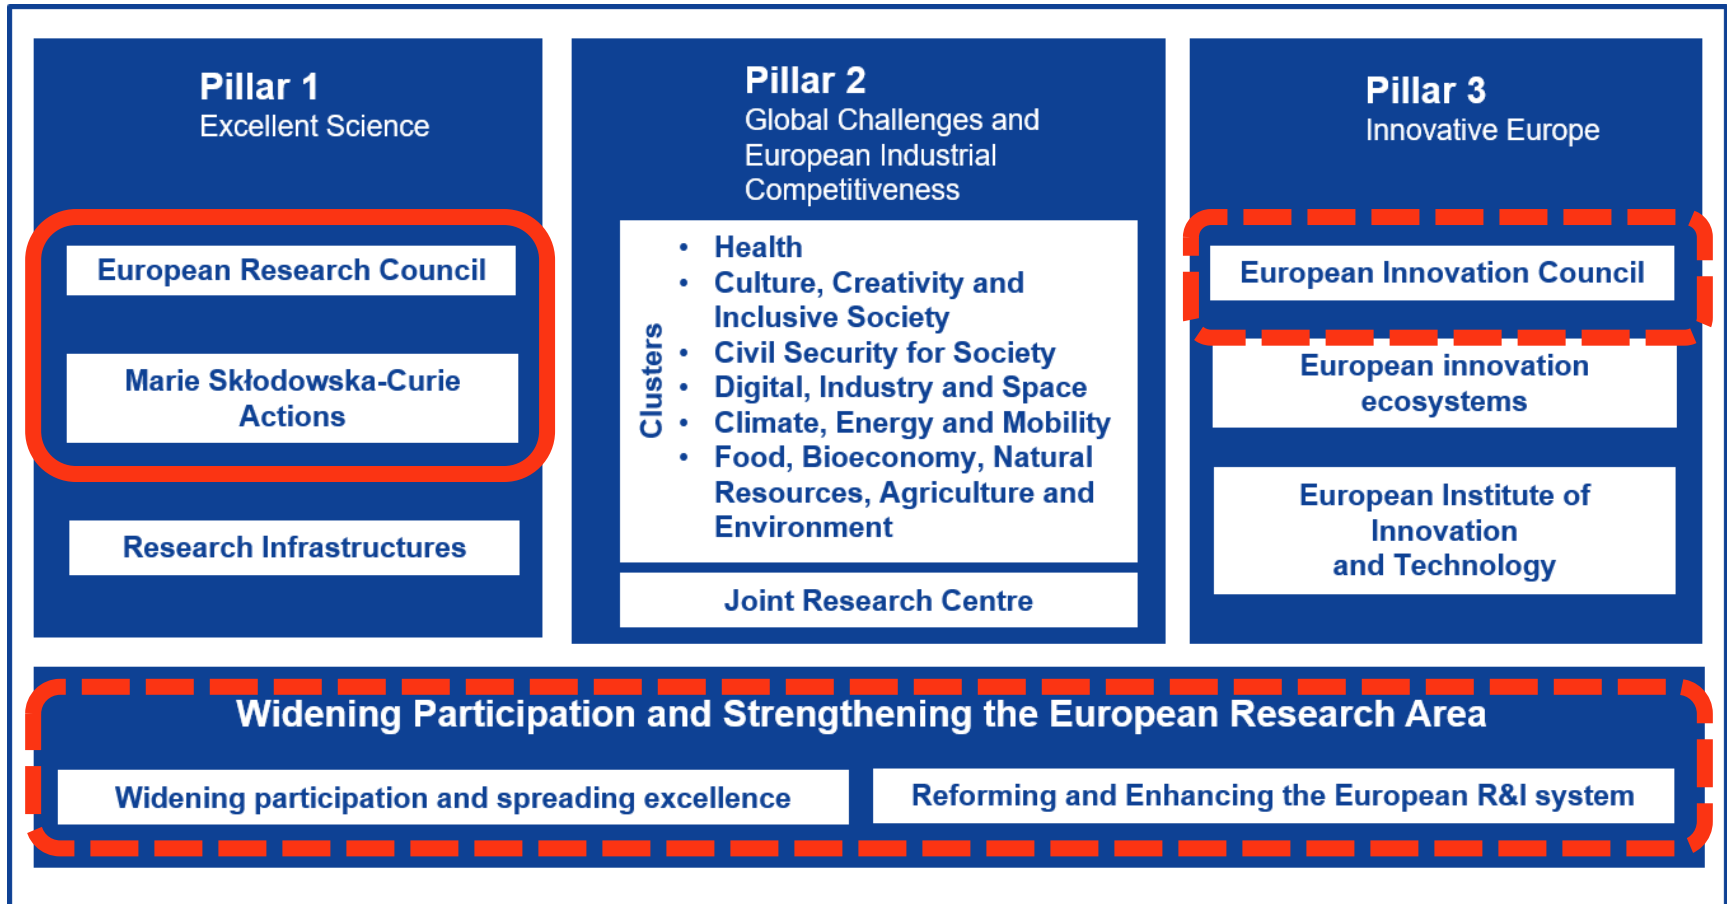 Pillar 1
Excellent Science
European Research Council
Marie Skłodowska-Curie
Actions
Research Infrastructures
Pillar 2
Global Challenges and
European Industrial
Competitiveness
Clusters
• Health
• Culture, Creativity and
Inclusive Society
• Civil Security for Society
• Digital, Industry and Space
• Climate, Energy and Mobility
• Food, Bioeconomy, Natural
Resources, Agriculture and
Environment
Joint Research Centre
Pillar 3
Innovative Europe
European Innovation Council
European innovation
ecosystems
European Institute of
Innovation
and Technology
Widening Participation and Strengthening the European Research Area
Widening participation and spreading excellence
Reforming and Enhancing the European R&I system